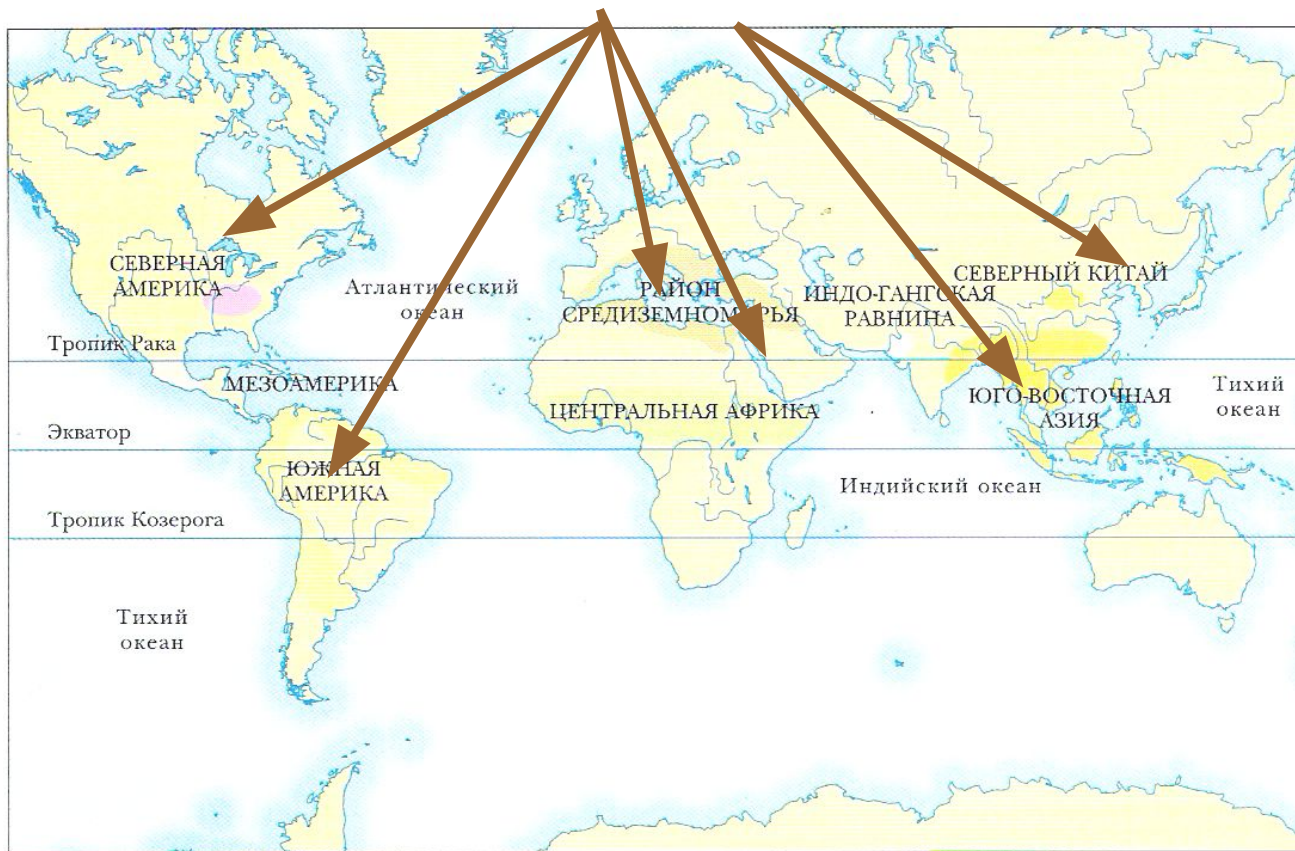 СЕВЕРНАЯ
АМЕРИКА
Атлантический
океан
РАЙОН
СРЕДИЗЕМНОМОРЬЯ
ИНДО-ГАНГСКАЯ
РАВНИНА
СЕВЕРНЫЙ КИТАЙ
Тропик Рака
МЕЗОАМЕРИКА
ЦЕНТРАЛЬНАЯ АФРИКА
ЮГО-ВОСТОЧНАЯ
АЗИЯ
Тихий
океан
Экватор
ЮЖНАЯ
АМЕРИКА
Индийский океан
Тропик Козерога
Тихий
океан